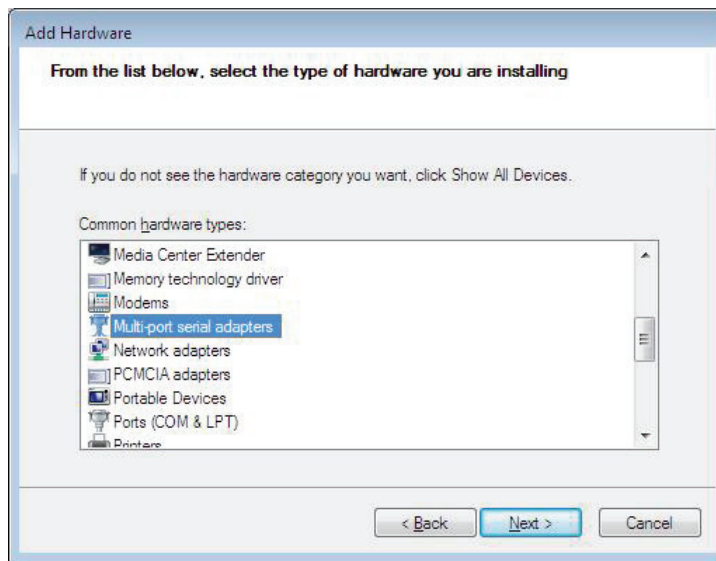 Add Hardware
From the list below, select the type of hardware you are installing
If you do not see the hardware category you want, click Show All Devices.
Common hardware types:
Media Center Extender
Memory technology driver
Modems
Multi-port serial adapters
Network adapters
PCMCIA adapters
Portable Devices
Ports (COM & LPT)
Printers
< Back Next > Cancel